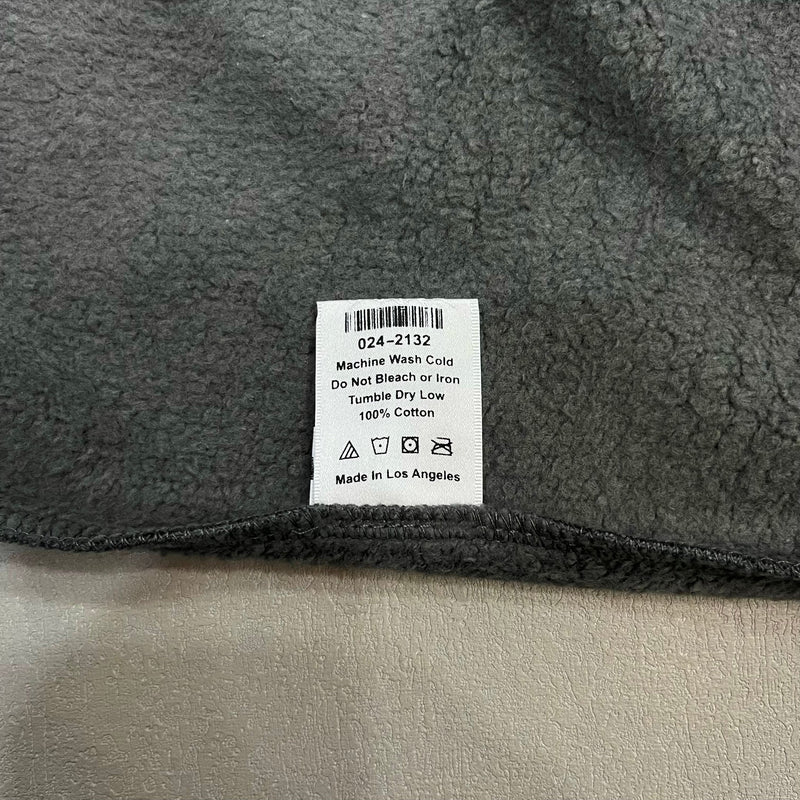 024-2132
Machine Wash Cold
Do Not Bleach or Iron
Tumble Dry Low
100% Cotton
Made In Los Angeles